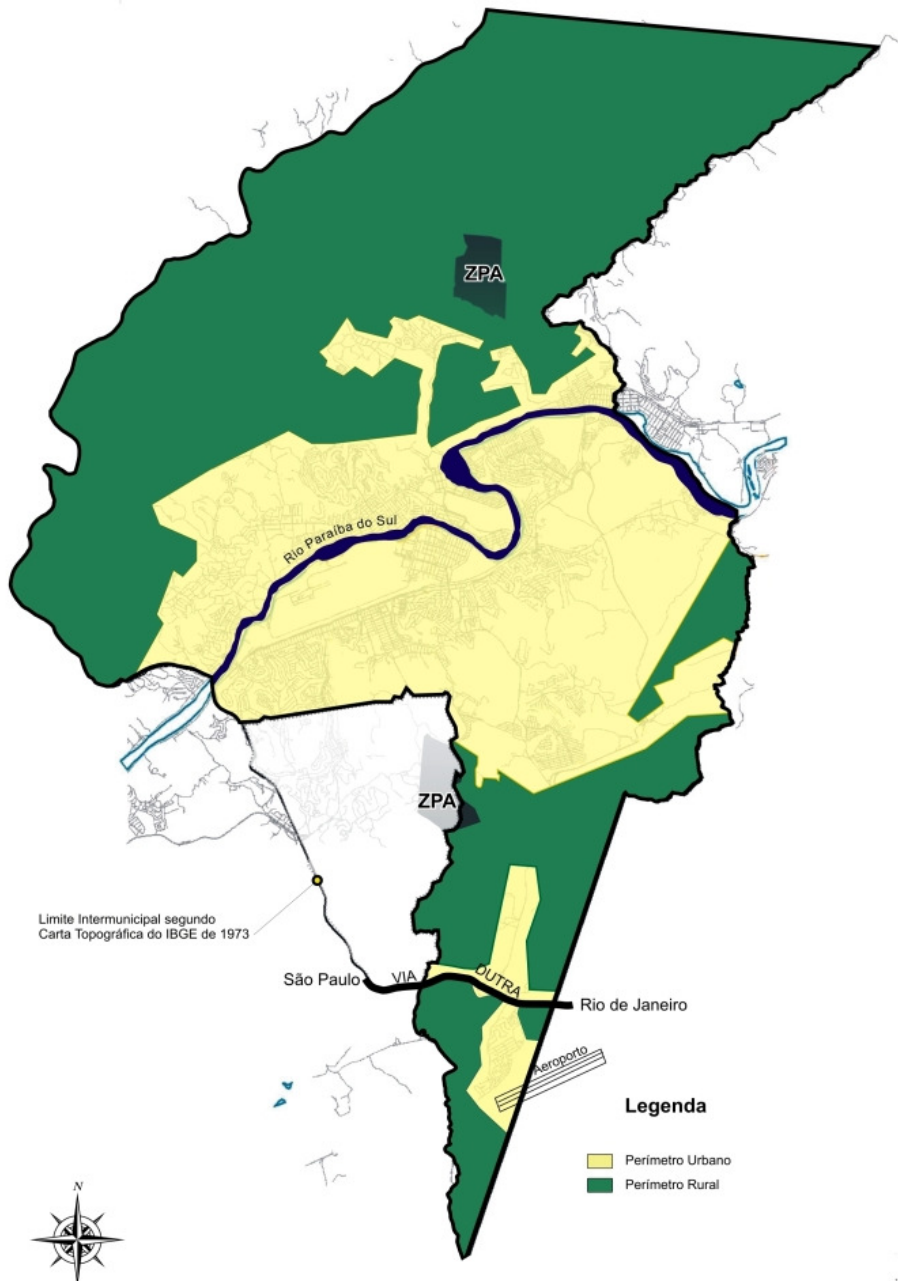 ZPA
Rio Paraíba do Sul
ZPA
Limite Intermunicipal segundo
Carta Topográfica do IBGE de 1973
São Paulo
VIA
DUTRA
Rio de Janeiro
Aeroporto
Legenda
Perímetro Urbano
Perímetro Rural
N